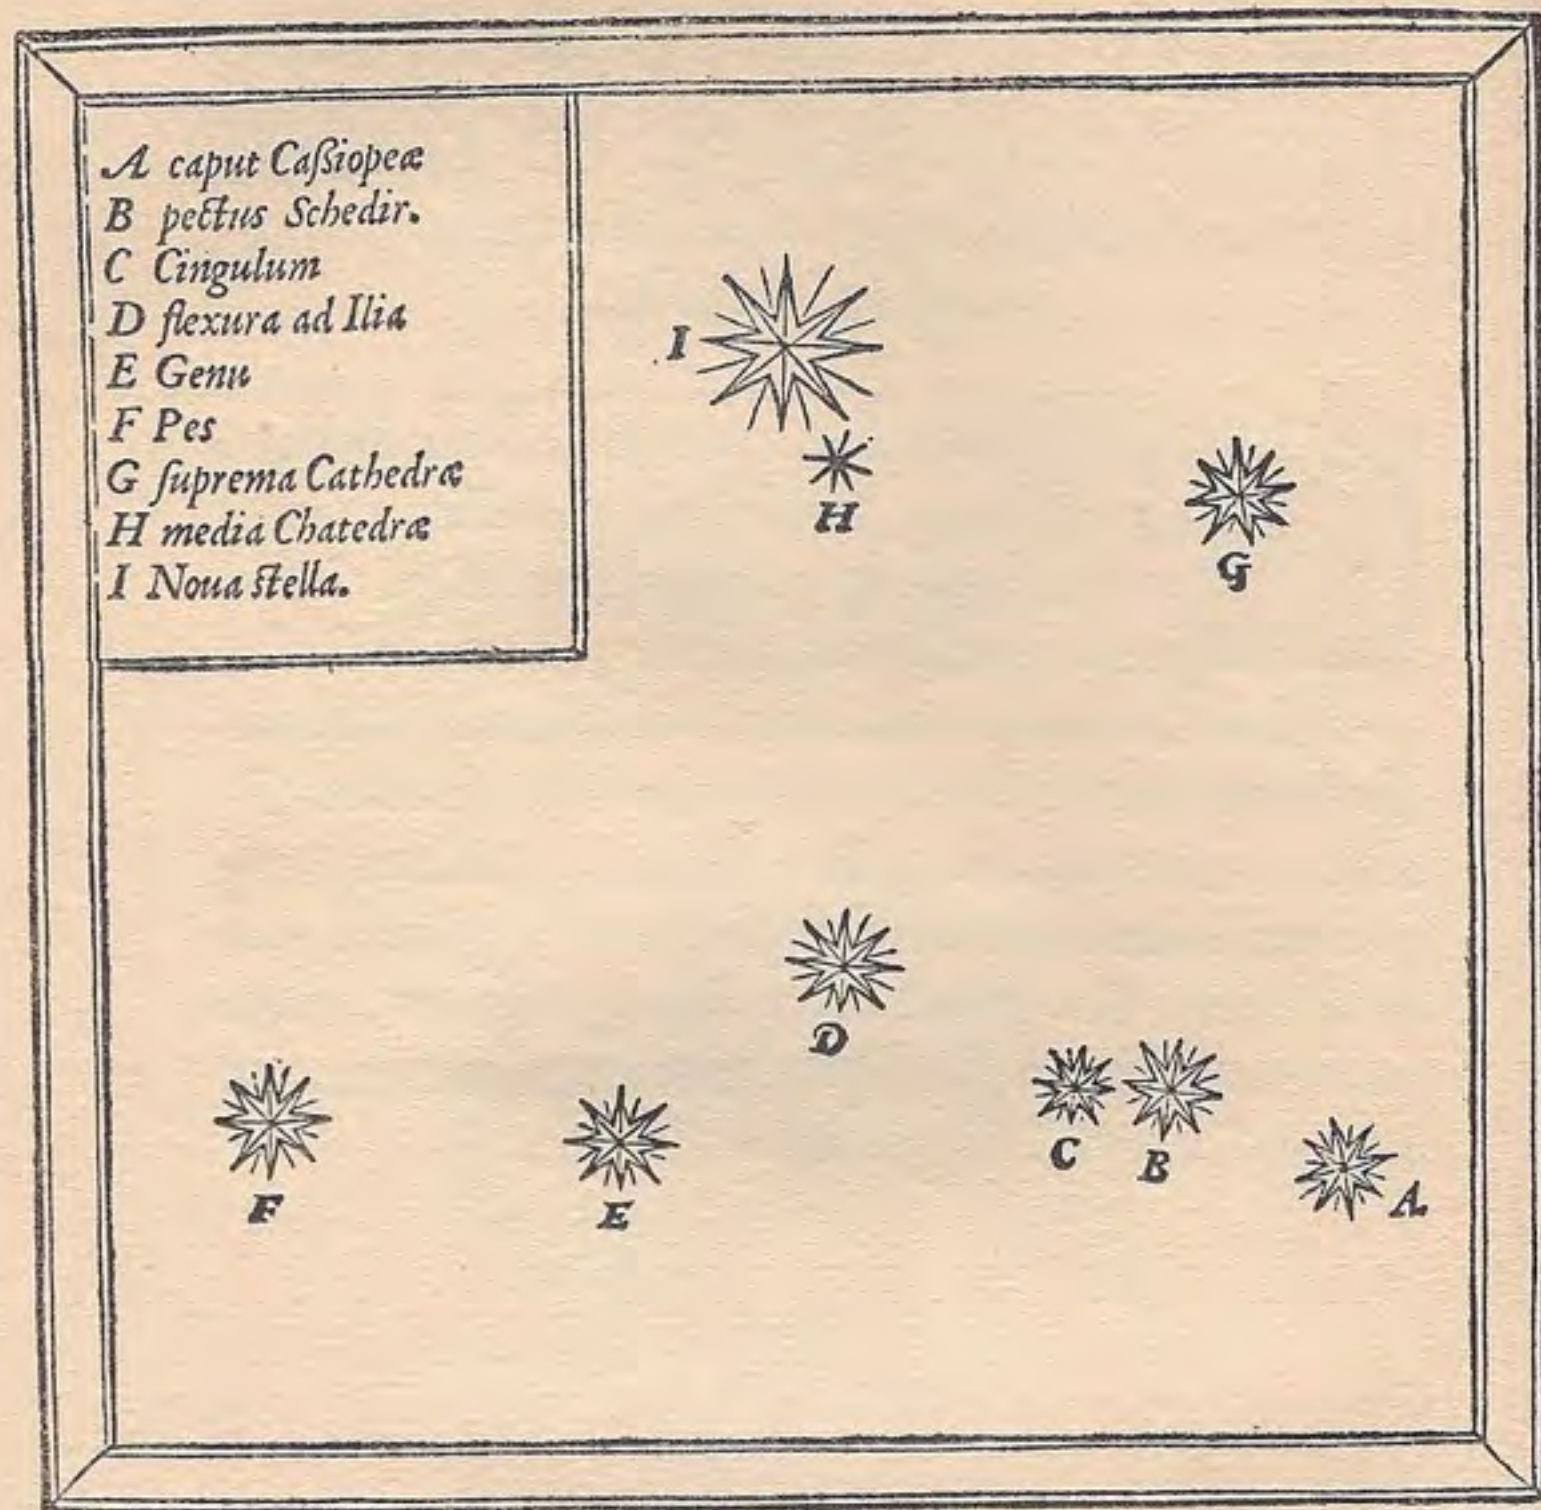 A caput Caſsiopeæ
B pectus Schedir.
C Cingulum
D flexura ad Ilia
E Genu
F Pes
G ſuprema Cathedræ
H media Chatedræ
I Noua stella.
I
H
G
D
C
B
A
F
E